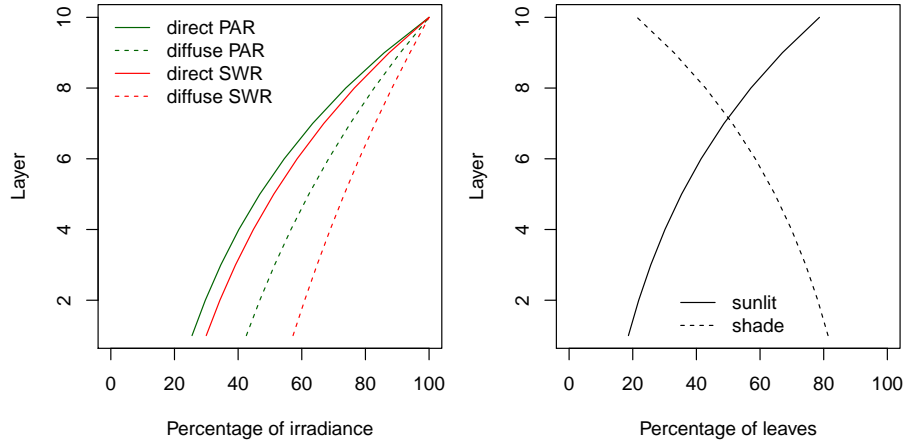 direct PAR
diffuse PAR
direct SWR
diffuse SWR
Layer
10
8
6
4
2
0 20 40 60 80 100
Percentage of irradiance
Layer
10
8
6
4
2
sunlit
shade
0 20 40 60 80 100
Percentage of leaves